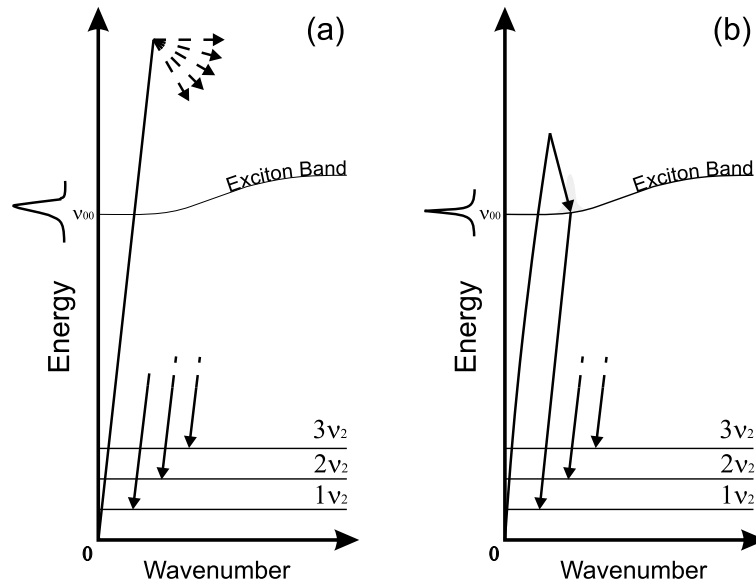 (a)
Exciton Band
ν00
Energy
3ν2
2ν2
1ν2
0
Wavenumber
(b)
Exciton Band
ν00
Energy
3ν2
2ν2
1ν2
0
Wavenumber